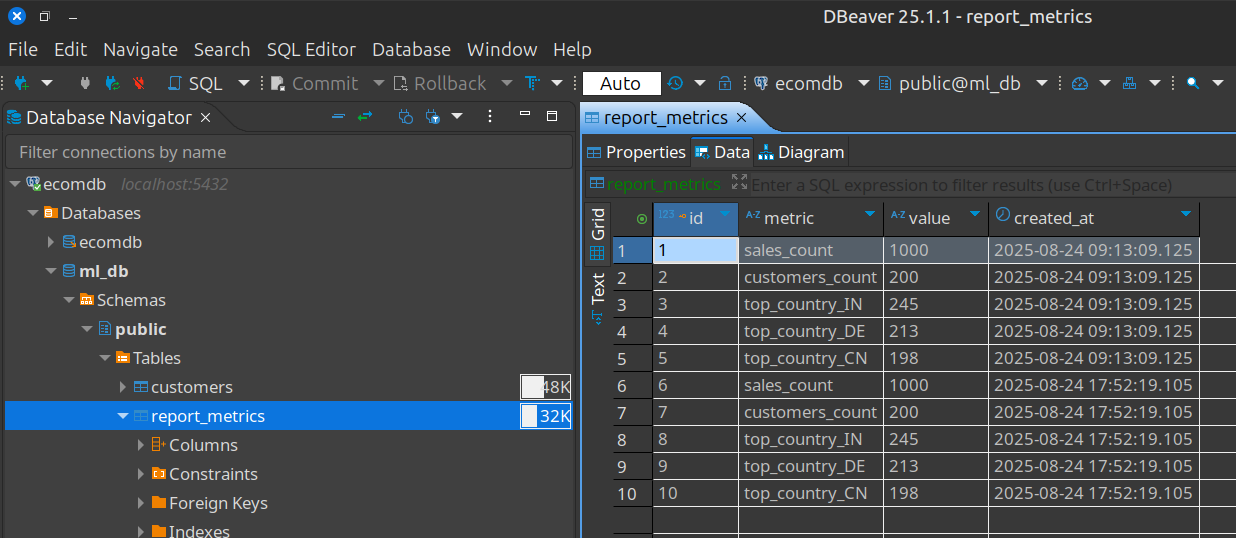 DBeaver 25.1.1 - report_metrics
File Edit Navigate Search SQL Editor Database Window Help
SQL Commit Rollback Auto ecomdb public@ml_db
Database Navigator
Filter connections by name
ecomdb localhost:5432
Databases
ecomdb
ml_db
Schemas
public
Tables
customers 48K
report_metrics 32K
Columns
Constraints
Foreign Keys
Indexes
report_metrics
Properties Data Diagram
report_metrics Enter a SQL expression to filter results (use Ctrl+Space)
Grid
Text
123 id A-Z metric A-Z value created_at
1 1 sales_count 1000 2025-08-24 09:13:09.125
2 2 customers_count 200 2025-08-24 09:13:09.125
3 3 top_country_IN 245 2025-08-24 09:13:09.125
4 4 top_country_DE 213 2025-08-24 09:13:09.125
5 5 top_country_CN 198 2025-08-24 09:13:09.125
6 6 sales_count 1000 2025-08-24 17:52:19.105
7 7 customers_count 200 2025-08-24 17:52:19.105
8 8 top_country_IN 245 2025-08-24 17:52:19.105
9 9 top_country_DE 213 2025-08-24 17:52:19.105
10 10 top_country_CN 198 2025-08-24 17:52:19.105